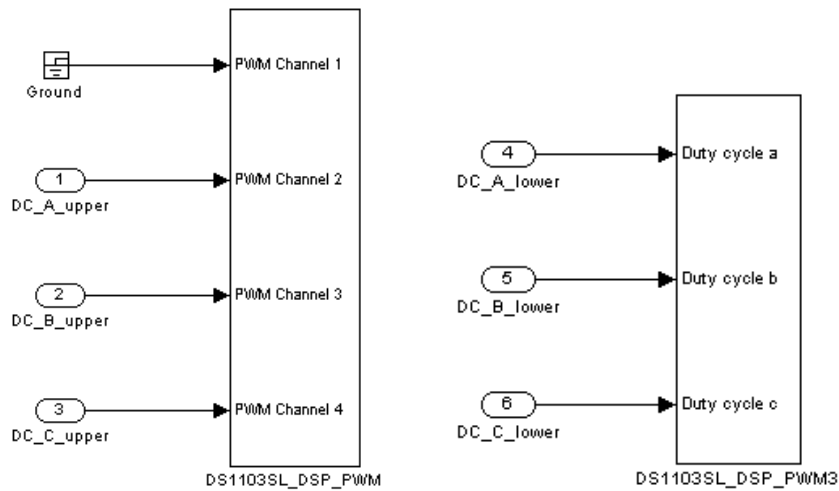 PWM Channel 1
Ground
1
PWM Channel 2
DC_A_upper
2
PWM Channel 3
DC_B_upper
3
PWM Channel 4
DC_C_upper
DS1103SL_DSP_PWM
4
Duty cycle a
DC_A_lower
5
Duty cycle b
DC_B_lower
6
Duty cycle c
DC_C_lower
DS1103SL_DSP_PWM3